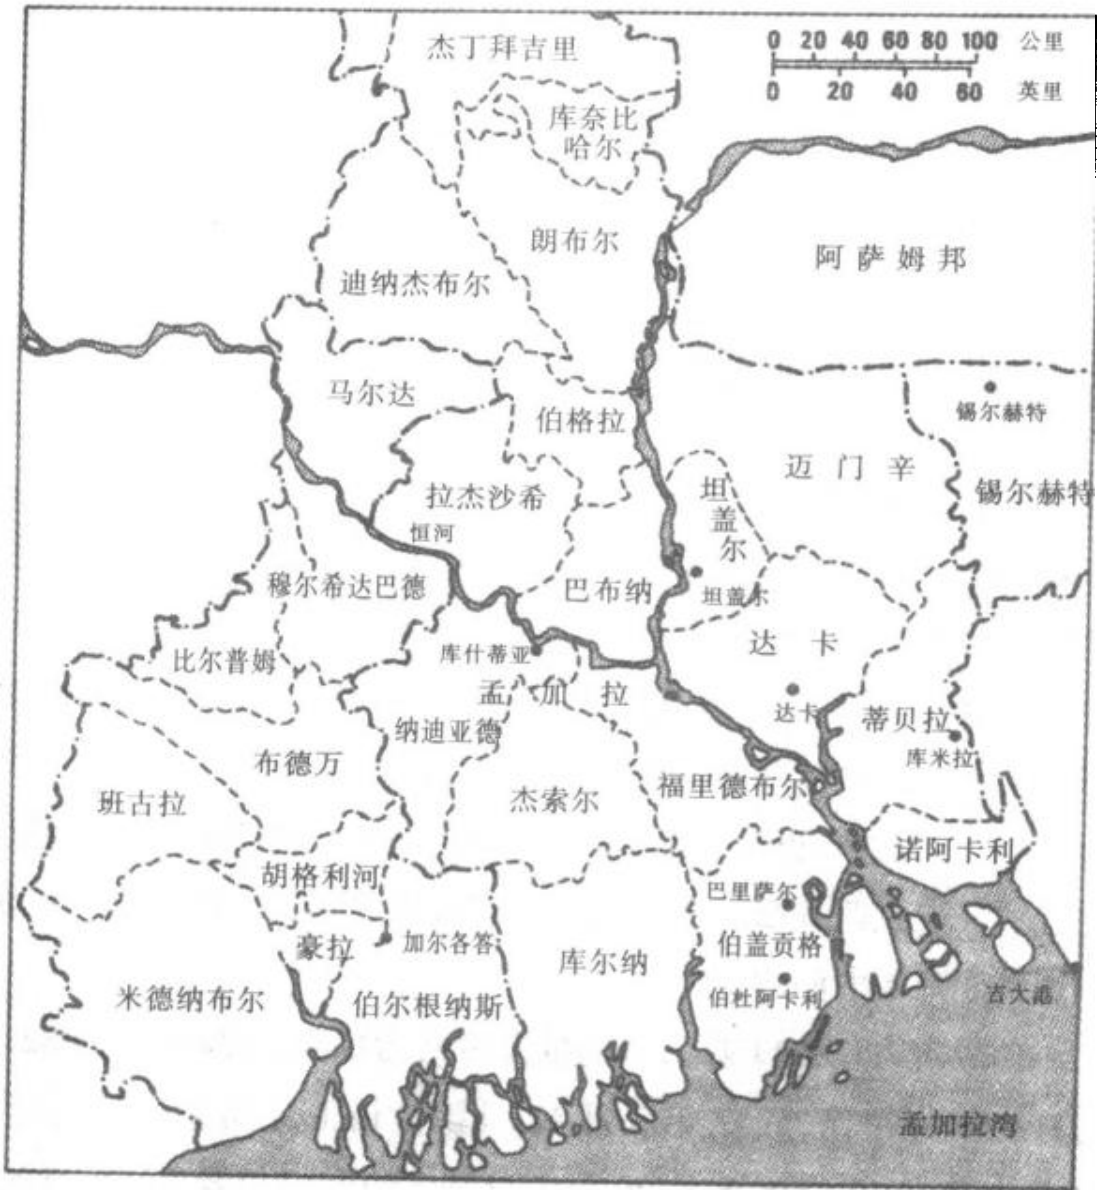 杰丁拜吉里
0 20 40 60 80 100 公里
0 20 40 60 英里
库奈比
哈尔
朗布尔
阿萨姆邦
迪纳杰布尔
马尔达
伯格拉
锡尔赫特
迈门辛
拉杰沙希
坦
盖
尔
锡尔赫特
恒河
穆尔希达巴德
巴布纳
坦盖尔
达卡
比尔普姆
库什蒂亚
孟加拉
纳迪亚德
达卡
蒂贝拉
库米拉
布德万
班古拉
杰索尔
福里德布尔
诺阿卡利
胡格利河
巴里萨尔
豪拉
加尔各答
伯盖贡格
库尔纳
米德纳布尔
伯尔根纳斯
伯杜阿卡利
吉大港
孟加拉湾